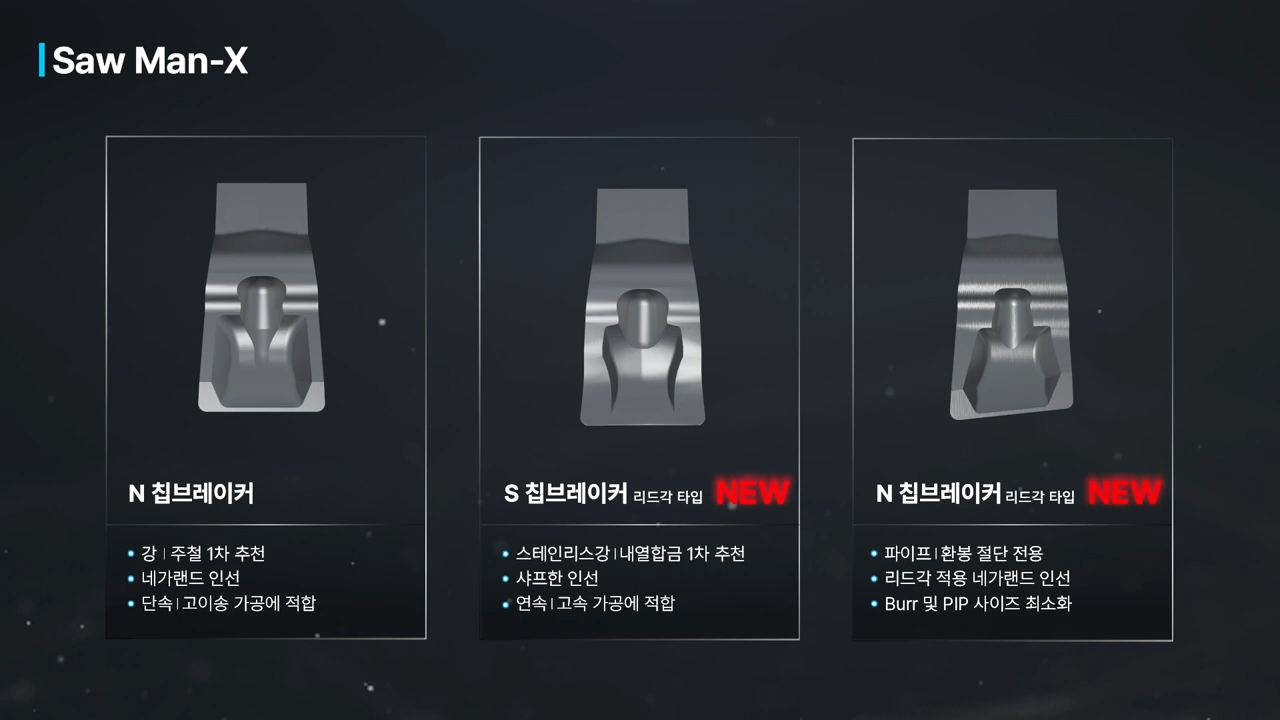 Saw Man-X
N 칩브레이커
강 | 주철 1차 추천
네가랜드 인선
단속 | 고이송 가공에 적합
S 칩브레이커 리드각 타입 NEW
스테인리스강 | 내열합금 1차 추천
샤프한 인선
연속 | 고속 가공에 적합
N 칩브레이커 리드각 타입 NEW
파이프 | 환봉 절단 전용
리드각 적용 네가랜드 인선
Burr 및 PIP 사이즈 최소화